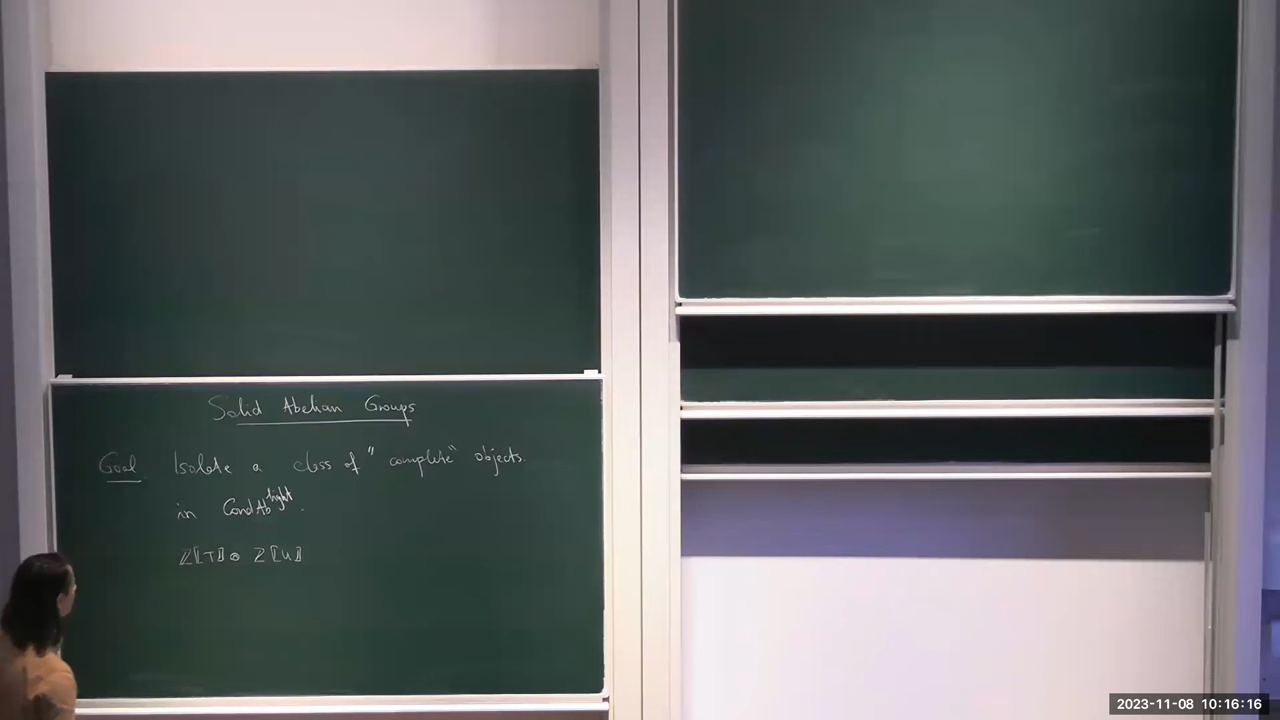 Solid Abelian Groups
Goal Isolate a class of "complete" objects.
in CondAb^light.
ℤ⟦T⟧⊗ ℤ⟦U⟧
2023-11-08 10:16:16